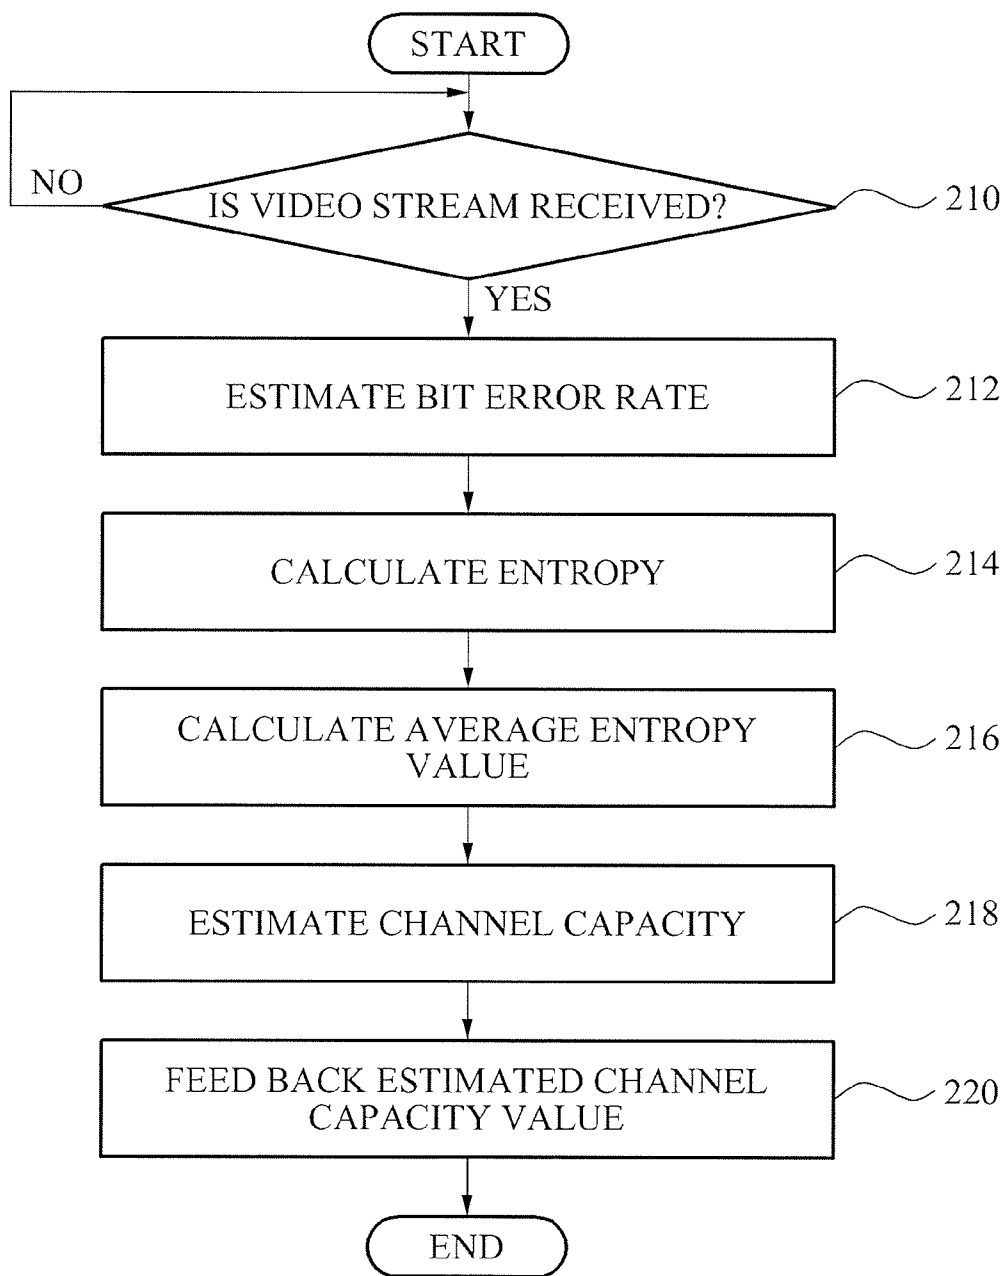 START
NO
IS VIDEO STREAM RECEIVED?
210
YES
ESTIMATE BIT ERROR RATE
212
CALCULATE ENTROPY
214
CALCULATE AVERAGE ENTROPY
VALUE
216
ESTIMATE CHANNEL CAPACITY
218
FEED BACK ESTIMATED CHANNEL
CAPACITY VALUE
220
END